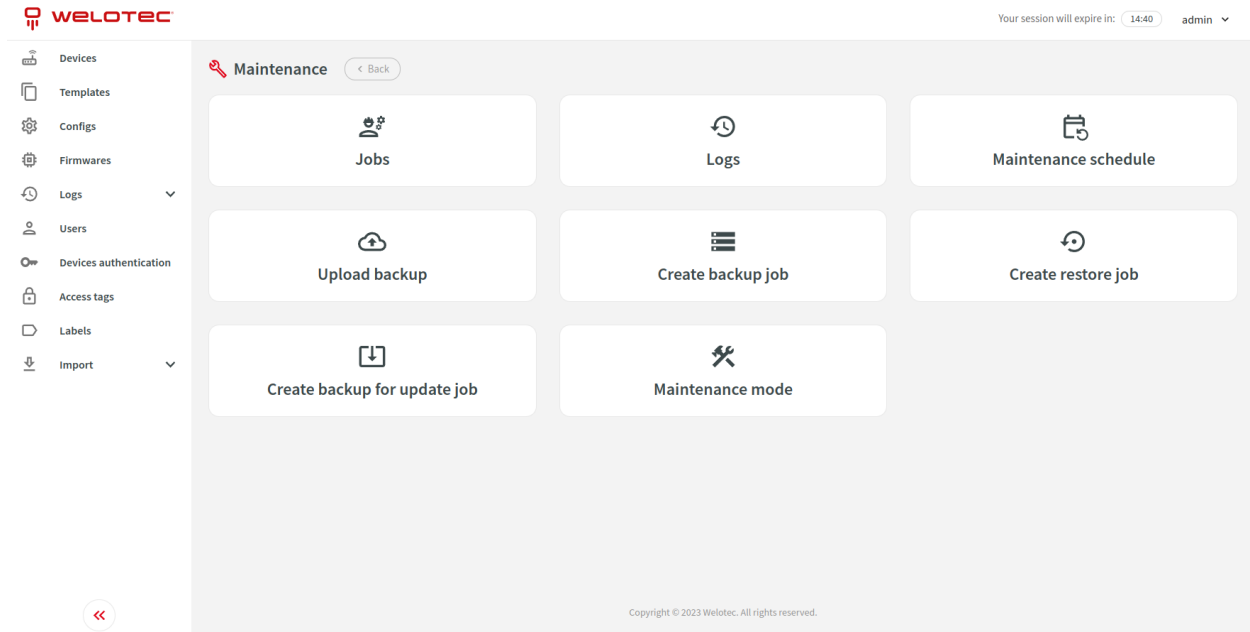 WELOTEC
Your session will expire in: 14:40 admin
Devices
Templates
Configs
Firmwares
Logs
Users
Devices authentication
Access tags
Labels
Import
Maintenance
Back
Jobs
Logs
Maintenance schedule
Upload backup
Create backup job
Create restore job
Create backup for update job
Maintenance mode
Copyright © 2023 Welotec. All rights reserved.